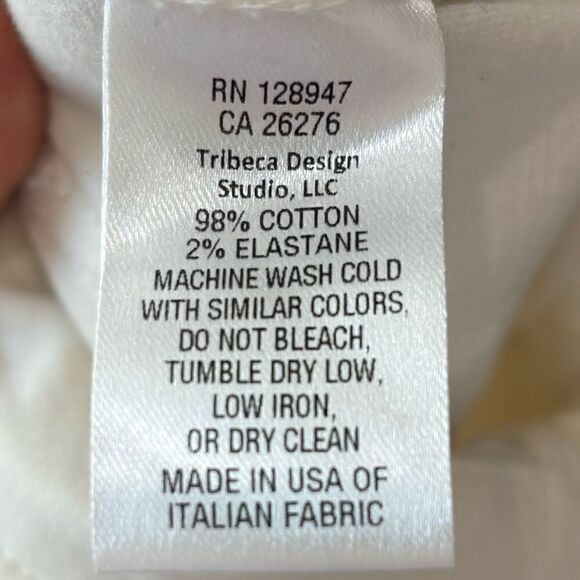 RN 128947
CA 26276
Tribeca Design
Studio, LLC
98% COTTON
2% ELASTANE
MACHINE WASH COLD
WITH SIMILAR COLORS,
DO NOT BLEACH,
TUMBLE DRY LOW,
LOW IRON,
OR DRY CLEAN
MADE IN USA OF
ITALIAN FABRIC